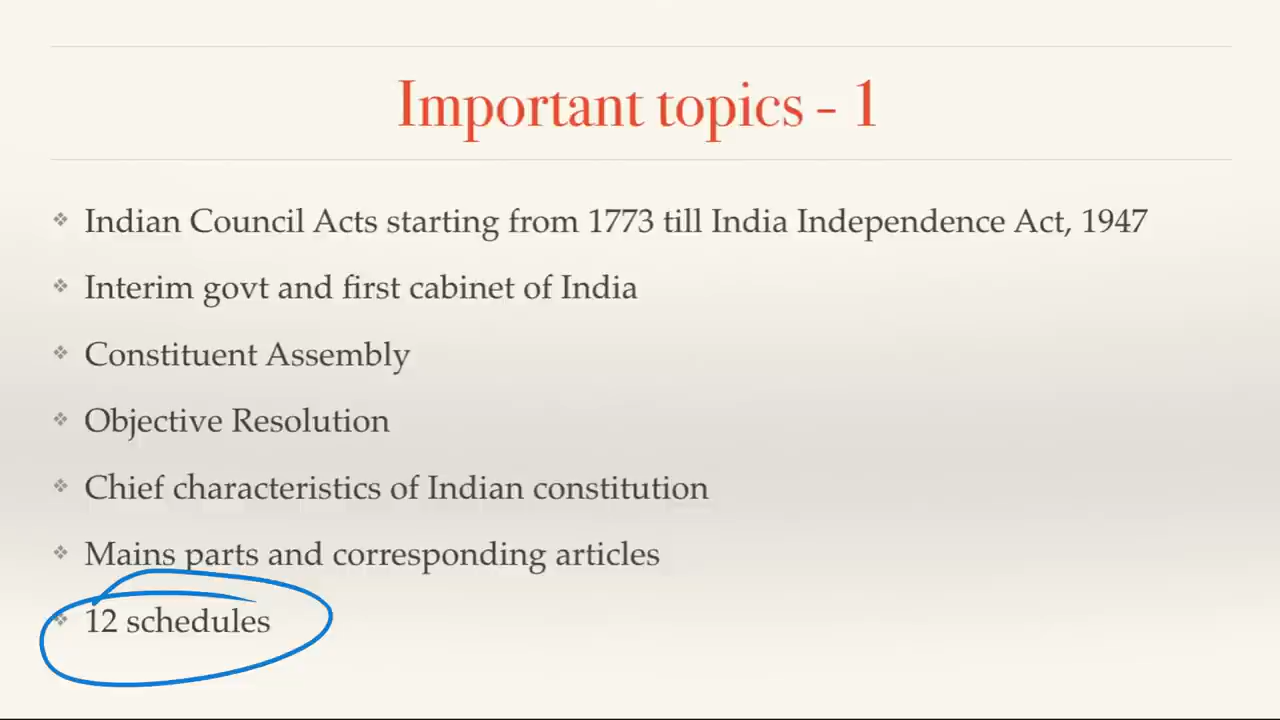 Important topics - 1
❖ Indian Council Acts starting from 1773 till India Independence Act, 1947
❖ Interim govt and first cabinet of India
❖ Constituent Assembly
❖ Objective Resolution
❖ Chief characteristics of Indian constitution
❖ Mains parts and corresponding articles
❖ 12 schedules